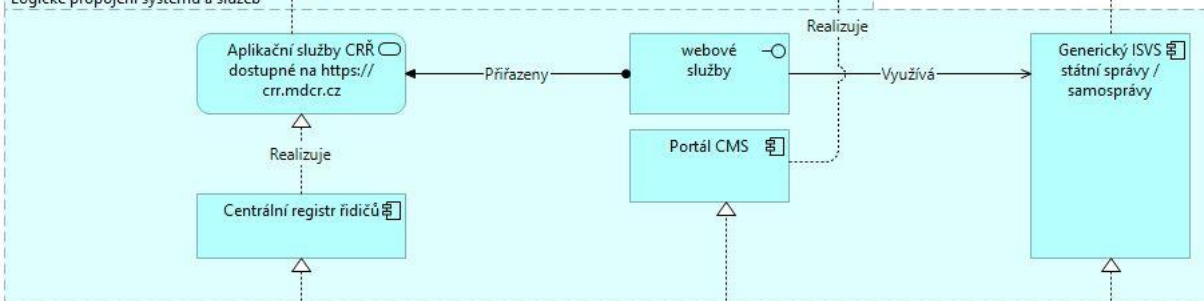 Logické propojení systémů a služeb
Realizuje
Aplikační služby CRŘ
dostupné na https://
crr.mdcr.cz
Přiřazeny
webové
služby
Využívá
Generický ISVS
státní správy /
samosprávy
Portál CMS
Realizuje
Centrální registr řidičů